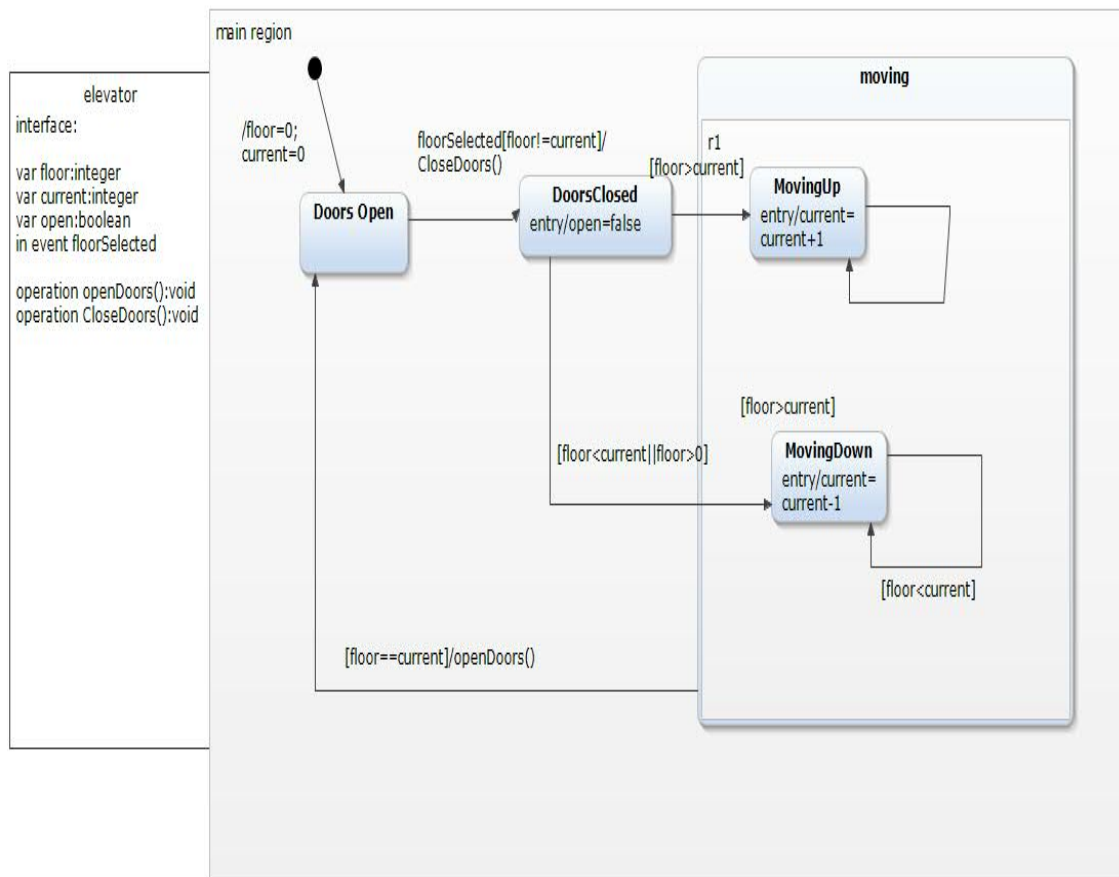 elevator
interface:
var floor:integer
var current:integer
var open:boolean
in event floorSelected
operation openDoors():void
operation CloseDoors():void
main region
/floor=0;
current=0
Doors Open
floorSelected[floor!=current]/
CloseDoors()
DoorsClosed
entry/open=false
[floor>current]
moving
r1
MovingUp
entry/current=
current+1
[floor>current]
[floor<current||floor>0]
MovingDown
entry/current=
current-1
[floor<current]
[floor==current]/openDoors()